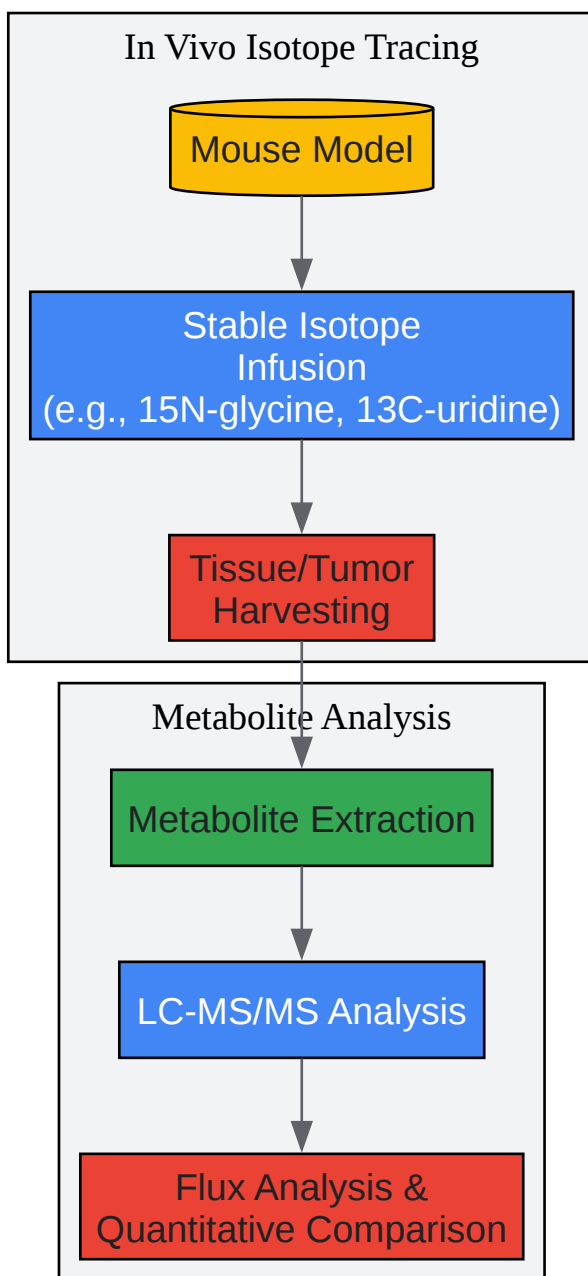 In Vivo Isotope Tracing
Mouse Model
Stable Isotope
Infusion
(e.g., 15N-glycine, 13C-uridine)
Tissue/Tumor
Harvesting
Metabolite Analysis
Metabolite Extraction
LC-MS/MS Analysis
Flux Analysis &
Quantitative Comparison